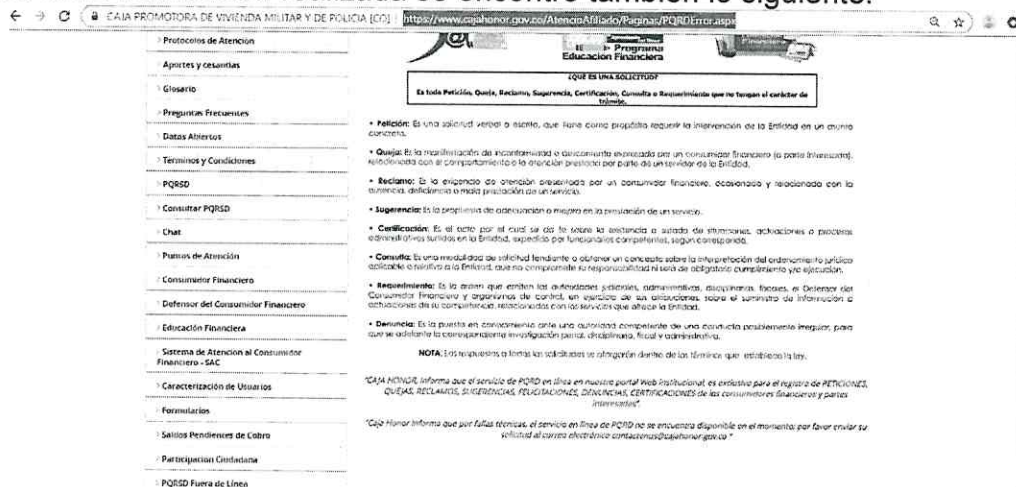 se encontró también lo siguiente:
CAJA PROMOTORA DE VIVIENDA MILITAR Y DE POLICIA [CO] https://www.cajahonor.gov.co/AtencioAfiliado/Paginas/PQRDError.aspx
Programa
Educación Financiera
¿QUÉ ES UNA SOLICITUD?
Es toda Petición, Queja, Reclamo, Sugerencia, Certificación, Consulta o Requerimiento que no tengan el carácter de
trámite.
Protocolos de Atención
Aportes y cesantías
Glosario
Preguntas Frecuentes
Datos Abiertos
Términos y Condiciones
PQRSD
Consultar PQRSD
Chat
Puntos de Atención
Consumidor Financiero
Defensor del Consumidor Financiero
Educación Financiera
Sistema de Atención al Consumidor
Financiero - SAC
Caracterización de Usuarios
Formularios
Saldos Pendientes de Cobro
Participación Ciudadana
PQRSD Fuera de Línea
• Petición: Es una solicitud verbal o escrita, que tiene como propósito requerir la intervención de la Entidad en un asunto
concreto.
• Queja: Es la manifestación de inconformidad o descontento expresada por un consumidor financiero (o parte interesada),
relacionada con el comportamiento o la atención prestada por parte de un servidor de la Entidad.
• Reclamo: Es la exigencia de atención presentada por un consumidor financiero, ocasionado y relacionada con la
ausencia, deficiencia o mala prestación de un servicio.
• Sugerencia: Es la propuesta de adecuación o mejora en la prestación de un servicio.
• Certificación: Es el acto por el cual se da fe sobre la existencia o estado de situaciones, actuaciones o procesos
administrativos surtidos en la Entidad, expedido por funcionarios competentes, según corresponda.
• Consulta: Es una modalidad de solicitud tendiente a obtener un concepto sobre la interpretación del ordenamiento jurídico
aplicable o relativo a la Entidad, que no compromete su responsabilidad ni será de obligatorio cumplimiento y/o ejecución.
• Requerimiento: Es la orden que emiten las autoridades judiciales, administrativas, disciplinarias, fiscales, el Defensor del
Consumidor Financiero y organismos de control, en ejercicio de sus atribuciones, sobre el suministro de información o
actuaciones de su competencia, relacionadas con los servicios que ofrece la Entidad.
• Denuncia: Es la puesta en conocimiento ante una autoridad competente de una conducta posiblemente irregular, para
que se adelante la correspondiente investigación penal, disciplinaria, fiscal y administrativa.
NOTA: Las respuestas a todas las solicitudes se otorgarán dentro de los términos que establezca la ley.
"CAJA HONOR, informa que el servicio de PQRD en línea en nuestro portal Web institucional, es exclusivo para el registro de PETICIONES,
QUEJAS, RECLAMOS, SUGERENCIAS, FELICITACIONES, DENUNCIAS, CERTIFICACIONES de los consumidores financieros y partes
interesadas".
"Caja Honor informa que por fallas técnicas, el servicio en línea de PQRD no se encuentra disponible en el momento; por favor enviar su
solicitud al correo electrónico contactenos@cajahonor.gov.co "